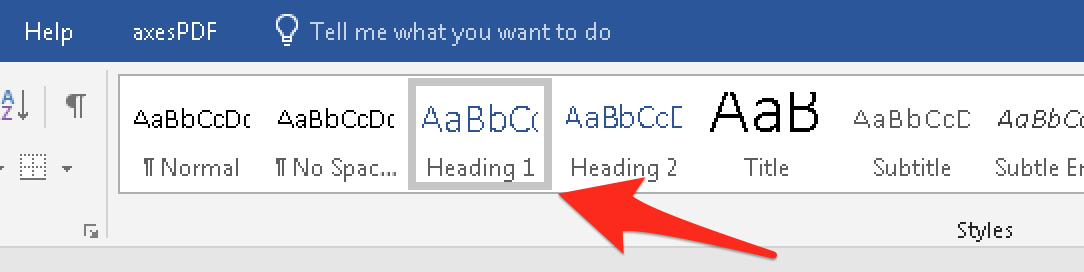 Help axesPDF Tell me what you want to do
A Z ¶ AaBbCcDc AaBbCcDc AaBbCc AaBbCcD AaB AaBbCcD AaBbCc
¶ Normal ¶ No Spac... Heading 1 Heading 2 Title Subtitle Subtle Em
Styles